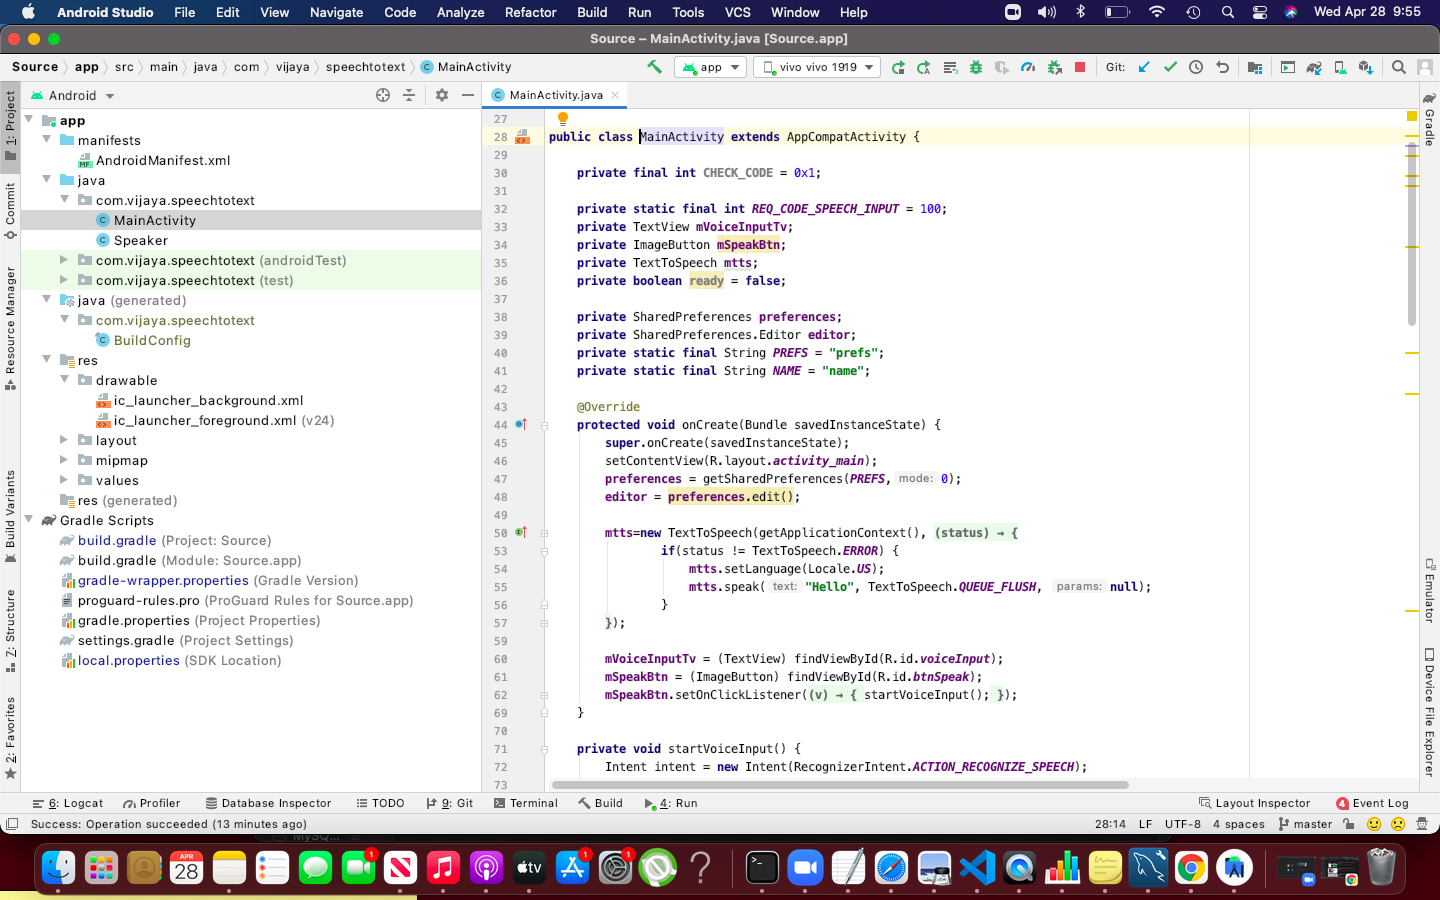 Android Studio File Edit View Navigate Code Analyze Refactor Build Run Tools VCS Window Help Wed Apr 28 9:55
Source – MainActivity.java [Source.app]
Source app src main java com vijaya speechtotext MainActivity app vivo vivo 1919 Git:
Android
MainActivity.java
1: Project
Commit
Resource Manager
Build Variants
7: Structure
2: Favorites
app
manifests
AndroidManifest.xml
java
com.vijaya.speechtotext
MainActivity
Speaker
com.vijaya.speechtotext (androidTest)
com.vijaya.speechtotext (test)
java (generated)
com.vijaya.speechtotext
BuildConfig
res
drawable
ic_launcher_background.xml
ic_launcher_foreground.xml (v24)
layout
mipmap
values
res (generated)
Gradle Scripts
build.gradle (Project: Source)
build.gradle (Module: Source.app)
gradle-wrapper.properties (Gradle Version)
proguard-rules.pro (ProGuard Rules for Source.app)
gradle.properties (Project Properties)
settings.gradle (Project Settings)
local.properties (SDK Location)
27
28 public class MainActivity extends AppCompatActivity {
29
30 private final int CHECK_CODE = 0x1;
31
32 private static final int REQ_CODE_SPEECH_INPUT = 100;
33 private TextView mVoiceInputTv;
34 private ImageButton mSpeakBtn;
35 private TextToSpeech mtts;
36 private boolean ready = false;
37
38 private SharedPreferences preferences;
39 private SharedPreferences.Editor editor;
40 private static final String PREFS = "prefs";
41 private static final String NAME = "name";
42
43 @Override
44 protected void onCreate(Bundle savedInstanceState) {
45 super.onCreate(savedInstanceState);
46 setContentView(R.layout.activity_main);
47 preferences = getSharedPreferences(PREFS, mode: 0);
48 editor = preferences.edit();
49
50 mtts=new TextToSpeech(getApplicationContext(), (status) → {
53 if(status != TextToSpeech.ERROR) {
54 mtts.setLanguage(Locale.US);
55 mtts.speak( text: "Hello", TextToSpeech.QUEUE_FLUSH, params: null);
56 }
57 });
59
60 mVoiceInputTv = (TextView) findViewById(R.id.voiceInput);
61 mSpeakBtn = (ImageButton) findViewById(R.id.btnSpeak);
62 mSpeakBtn.setOnClickListener((v) → { startVoiceInput(); });
69 }
70
71 private void startVoiceInput() {
72 Intent intent = new Intent(RecognizerIntent.ACTION_RECOGNIZE_SPEECH);
73
Gradle
Emulator
Device File Explorer
6: Logcat Profiler Database Inspector TODO 9: Git Terminal Build 4: Run Layout Inspector 4 Event Log
Success: Operation succeeded (13 minutes ago) 28:14 LF UTF-8 4 spaces master
MySQ...
APR
28
1
tv
1
1